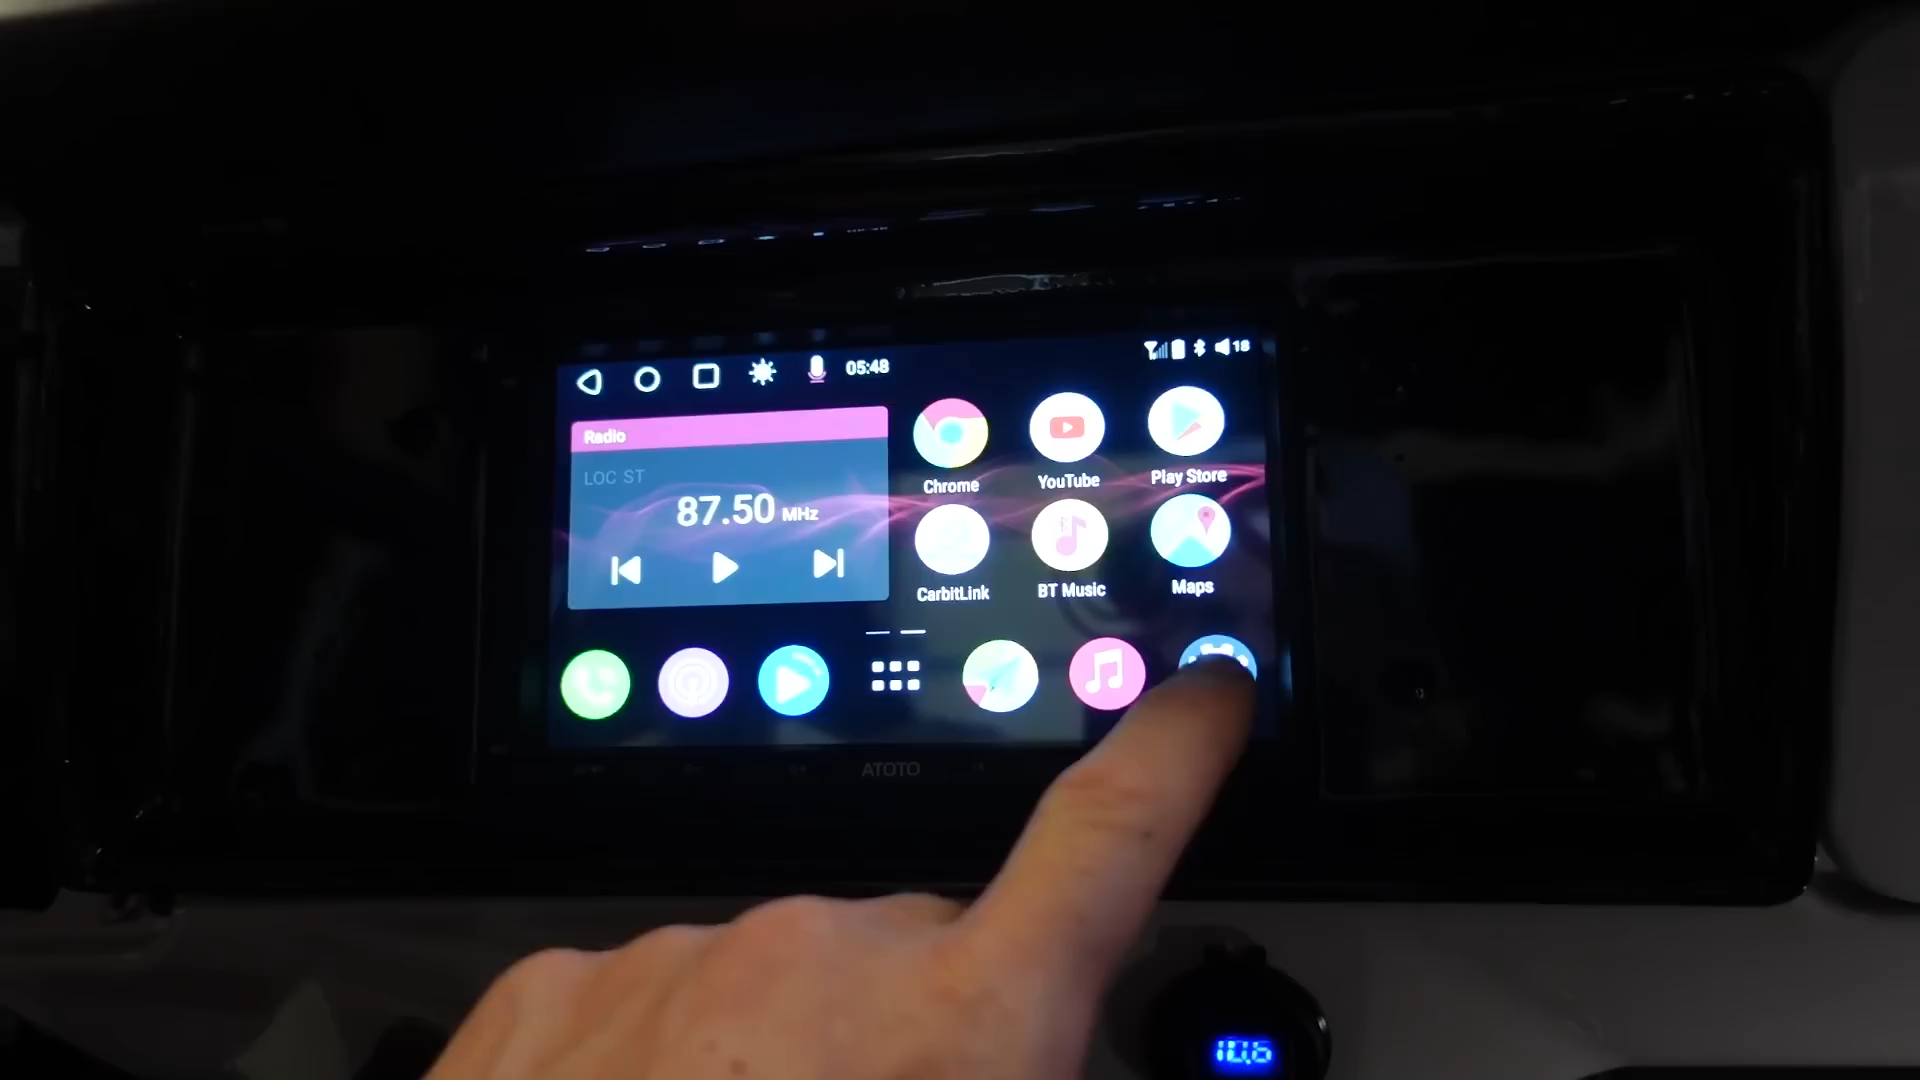 05:48
18
Radio
LOC ST
87.50 MHz
Chrome
YouTube
Play Store
CarbitLink
BT Music
Maps
ATOTO
10.6